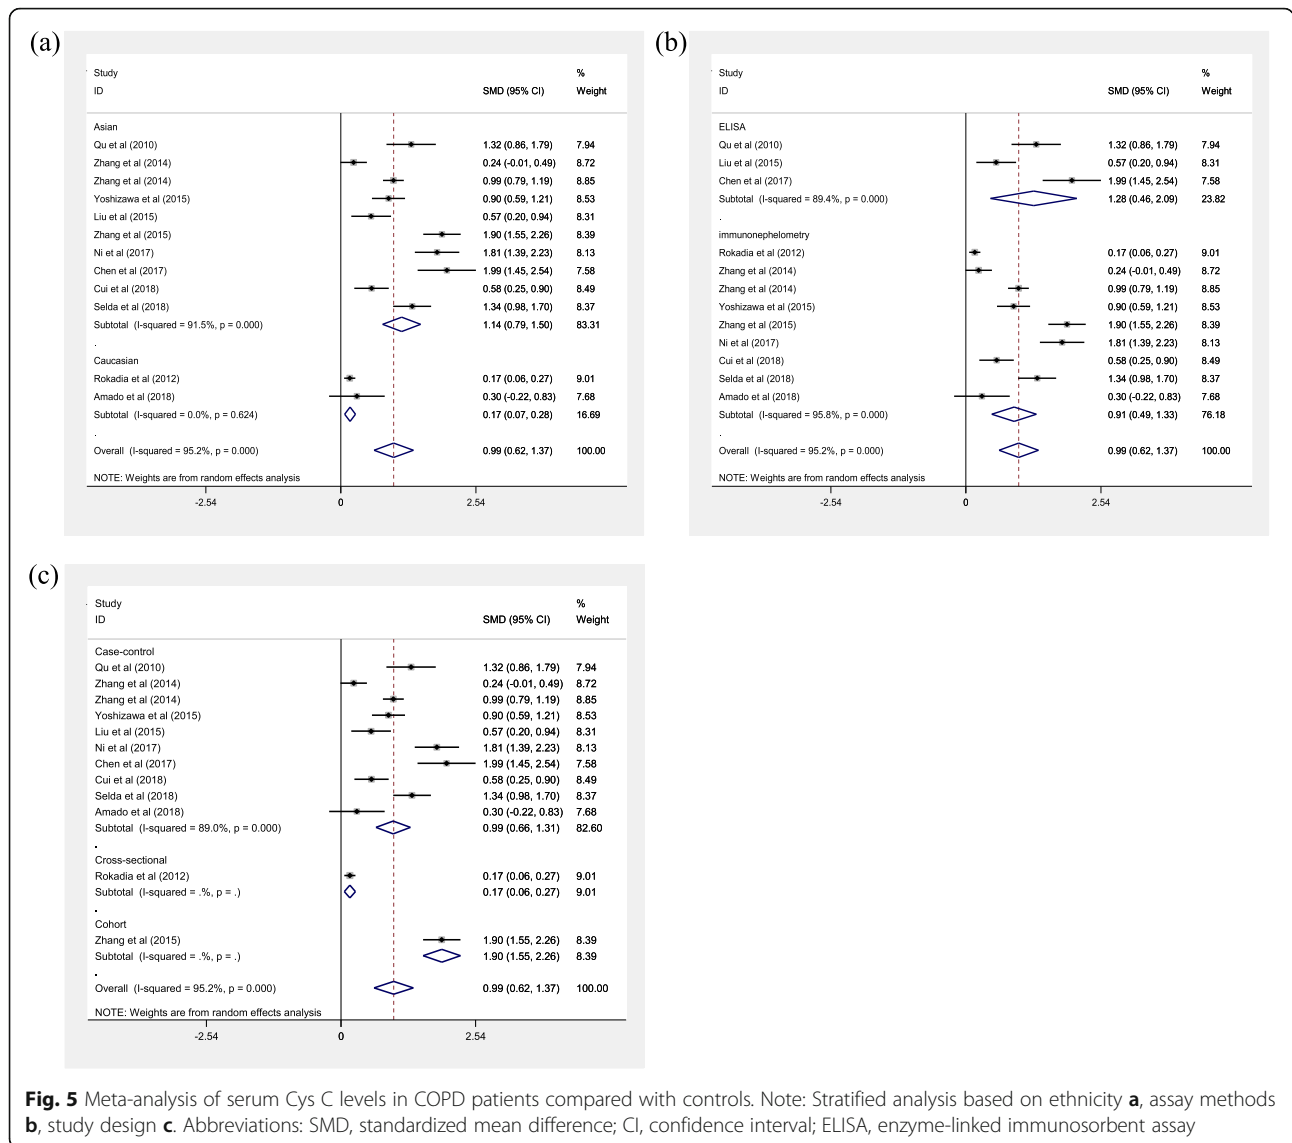 (a)
Study %
ID SMD (95% CI) Weight
Asian
Qu et al (2010) 1.32 (0.86, 1.79) 7.94
Zhang et al (2014) 0.24 (-0.01, 0.49) 8.72
Zhang et al (2014) 0.99 (0.79, 1.19) 8.85
Yoshizawa et al (2015) 0.90 (0.59, 1.21) 8.53
Liu et al (2015) 0.57 (0.20, 0.94) 8.31
Zhang et al (2015) 1.90 (1.55, 2.26) 8.39
Ni et al (2017) 1.81 (1.39, 2.23) 8.13
Chen et al (2017) 1.99 (1.45, 2.54) 7.58
Cui et al (2018) 0.58 (0.25, 0.90) 8.49
Selda et al (2018) 1.34 (0.98, 1.70) 8.37
Subtotal (I-squared = 91.5%, p = 0.000) 1.14 (0.79, 1.50) 83.31
.
Caucasian
Rokadia et al (2012) 0.17 (0.06, 0.27) 9.01
Amado et al (2018) 0.30 (-0.22, 0.83) 7.68
Subtotal (I-squared = 0.0%, p = 0.624) 0.17 (0.07, 0.28) 16.69
.
Overall (I-squared = 95.2%, p = 0.000) 0.99 (0.62, 1.37) 100.00
NOTE: Weights are from random effects analysis
-2.54 0 2.54
(b)
Study %
ID SMD (95% CI) Weight
ELISA
Qu et al (2010) 1.32 (0.86, 1.79) 7.94
Liu et al (2015) 0.57 (0.20, 0.94) 8.31
Chen et al (2017) 1.99 (1.45, 2.54) 7.58
Subtotal (I-squared = 89.4%, p = 0.000) 1.28 (0.46, 2.09) 23.82
.
immunonephelometry
Rokadia et al (2012) 0.17 (0.06, 0.27) 9.01
Zhang et al (2014) 0.24 (-0.01, 0.49) 8.72
Zhang et al (2014) 0.99 (0.79, 1.19) 8.85
Yoshizawa et al (2015) 0.90 (0.59, 1.21) 8.53
Zhang et al (2015) 1.90 (1.55, 2.26) 8.39
Ni et al (2017) 1.81 (1.39, 2.23) 8.13
Cui et al (2018) 0.58 (0.25, 0.90) 8.49
Selda et al (2018) 1.34 (0.98, 1.70) 8.37
Amado et al (2018) 0.30 (-0.22, 0.83) 7.68
Subtotal (I-squared = 95.8%, p = 0.000) 0.91 (0.49, 1.33) 76.18
.
Overall (I-squared = 95.2%, p = 0.000) 0.99 (0.62, 1.37) 100.00
NOTE: Weights are from random effects analysis
-2.54 0 2.54
(c)
Study %
ID SMD (95% CI) Weight
Case-control
Qu et al (2010) 1.32 (0.86, 1.79) 7.94
Zhang et al (2014) 0.24 (-0.01, 0.49) 8.72
Zhang et al (2014) 0.99 (0.79, 1.19) 8.85
Yoshizawa et al (2015) 0.90 (0.59, 1.21) 8.53
Liu et al (2015) 0.57 (0.20, 0.94) 8.31
Ni et al (2017) 1.81 (1.39, 2.23) 8.13
Chen et al (2017) 1.99 (1.45, 2.54) 7.58
Cui et al (2018) 0.58 (0.25, 0.90) 8.49
Selda et al (2018) 1.34 (0.98, 1.70) 8.37
Amado et al (2018) 0.30 (-0.22, 0.83) 7.68
Subtotal (I-squared = 89.0%, p = 0.000) 0.99 (0.66, 1.31) 82.60
.
Cross-sectional
Rokadia et al (2012) 0.17 (0.06, 0.27) 9.01
Subtotal (I-squared = .%, p = .) 0.17 (0.06, 0.27) 9.01
.
Cohort
Zhang et al (2015) 1.90 (1.55, 2.26) 8.39
Subtotal (I-squared = .%, p = .) 1.90 (1.55, 2.26) 8.39
.
Overall (I-squared = 95.2%, p = 0.000) 0.99 (0.62, 1.37) 100.00
NOTE: Weights are from random effects analysis
-2.54 0 2.54
Fig. 5 Meta-analysis of serum Cys C levels in COPD patients compared with controls. Note: Stratified analysis based on ethnicity a, assay methods
b, study design c. Abbreviations: SMD, standardized mean difference; CI, confidence interval; ELISA, enzyme-linked immunosorbent assay